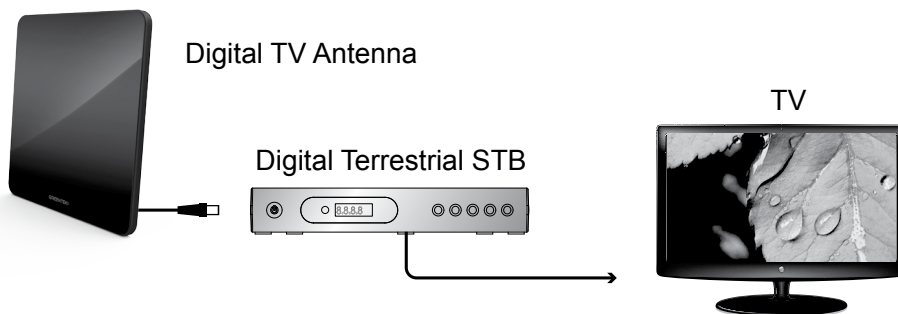 Digital TV Antenna
TV
Digital Terrestrial STB
8.8.8.8